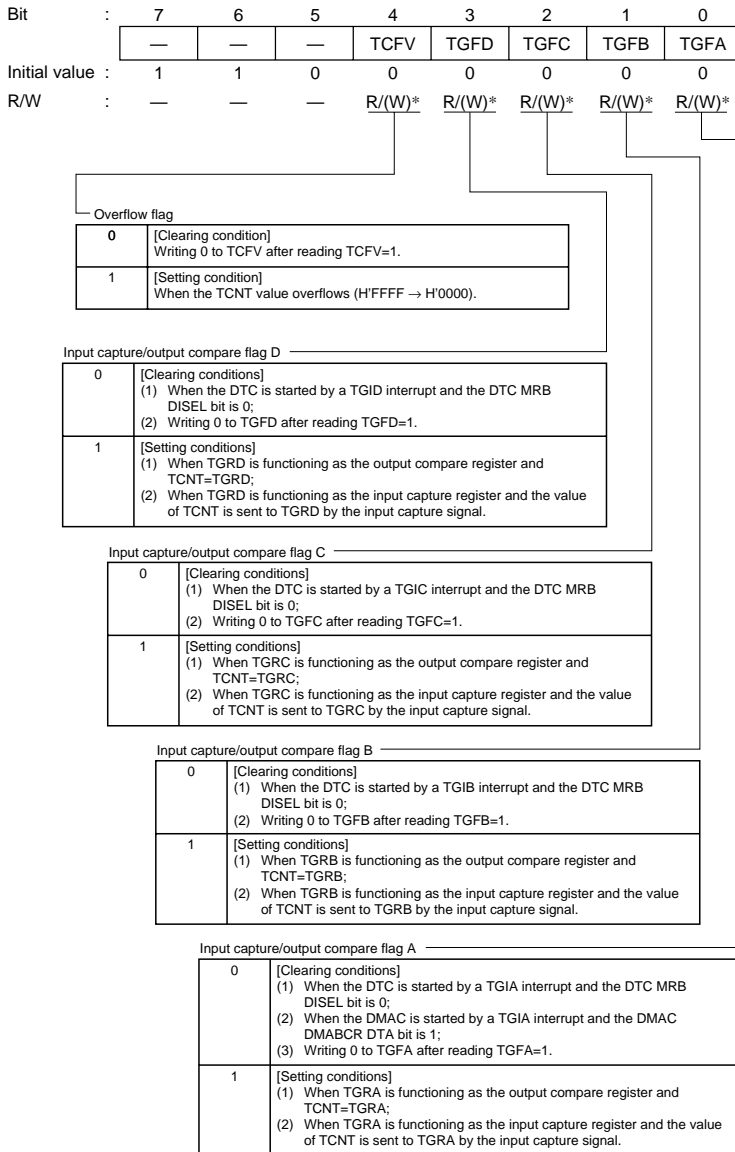 Bit : 7 6 5 4 3 2 1 0
— — — TCFV TGFD TGFC TGFB TGFA
Initial value : 1 1 0 0 0 0 0 0
R/W : — — — R/(W)* R/(W)* R/(W)* R/(W)* R/(W)*
Overflow flag
0 [Clearing condition]
Writing 0 to TCFV after reading TCFV=1.
1 [Setting condition]
When the TCNT value overflows (H'FFFF → H'0000).
Input capture/output compare flag D
0 [Clearing conditions]
(1) When the DTC is started by a TGID interrupt and the DTC MRB
DISEL bit is 0;
(2) Writing 0 to TGFD after reading TGFD=1.
1 [Setting conditions]
(1) When TGRD is functioning as the output compare register and
TCNT=TGRD;
(2) When TGRD is functioning as the input capture register and the value
of TCNT is sent to TGRD by the input capture signal.
Input capture/output compare flag C
0 [Clearing conditions]
(1) When the DTC is started by a TGIC interrupt and the DTC MRB
DISEL bit is 0;
(2) Writing 0 to TGFC after reading TGFC=1.
1 [Setting conditions]
(1) When TGRC is functioning as the output compare register and
TCNT=TGRC;
(2) When TGRC is functioning as the input capture register and the value
of TCNT is sent to TGRC by the input capture signal.
Input capture/output compare flag B
0 [Clearing conditions]
(1) When the DTC is started by a TGIB interrupt and the DTC MRB
DISEL bit is 0;
(2) Writing 0 to TGFB after reading TGFB=1.
1 [Setting conditions]
(1) When TGRB is functioning as the output compare register and
TCNT=TGRB;
(2) When TGRB is functioning as the input capture register and the value
of TCNT is sent to TGRB by the input capture signal.
Input capture/output compare flag A
0 [Clearing conditions]
(1) When the DTC is started by a TGIA interrupt and the DTC MRB
DISEL bit is 0;
(2) When the DMAC is started by a TGIA interrupt and the DMAC
DMABCR DTA bit is 1;
(3) Writing 0 to TGFA after reading TGFA=1.
1 [Setting conditions]
(1) When TGRA is functioning as the output compare register and
TCNT=TGRA;
(2) When TGRA is functioning as the input capture register and the value
of TCNT is sent to TGRA by the input capture signal.